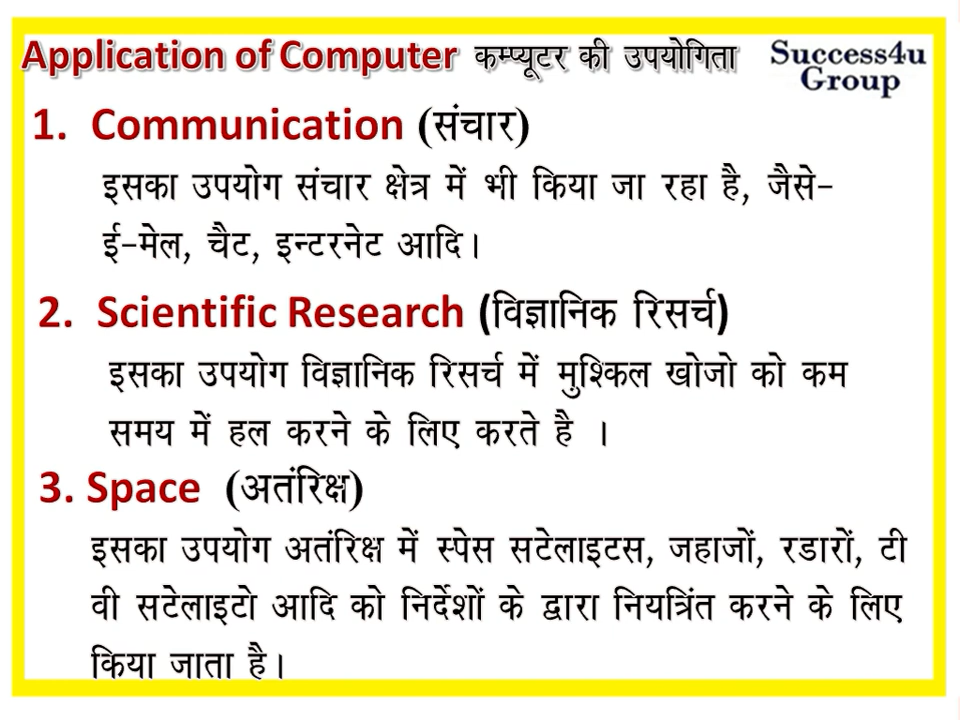 Application of Computer कम्प्यूटर की उपयोगिता
Success4u
Group
1. Communication (संचार)
इसका उपयोग संचार क्षेत्र में भी किया जा रहा है, जैसे-
ई-मेल, चैट, इन्टरनेट आदि।
2. Scientific Research (विज्ञानिक रिसर्च)
इसका उपयोग विज्ञानिक रिसर्च में मुश्किल खोजो को कम
समय में हल करने के लिए करते है ।
3. Space (अतंरिक्ष)
इसका उपयोग अतंरिक्ष में स्पेस सटेलाइटस, जहाजों, रडारों, टी
वी सटेलाइटो आदि को निर्देशों के द्वारा नियत्रिंत करने के लिए
किया जाता है।